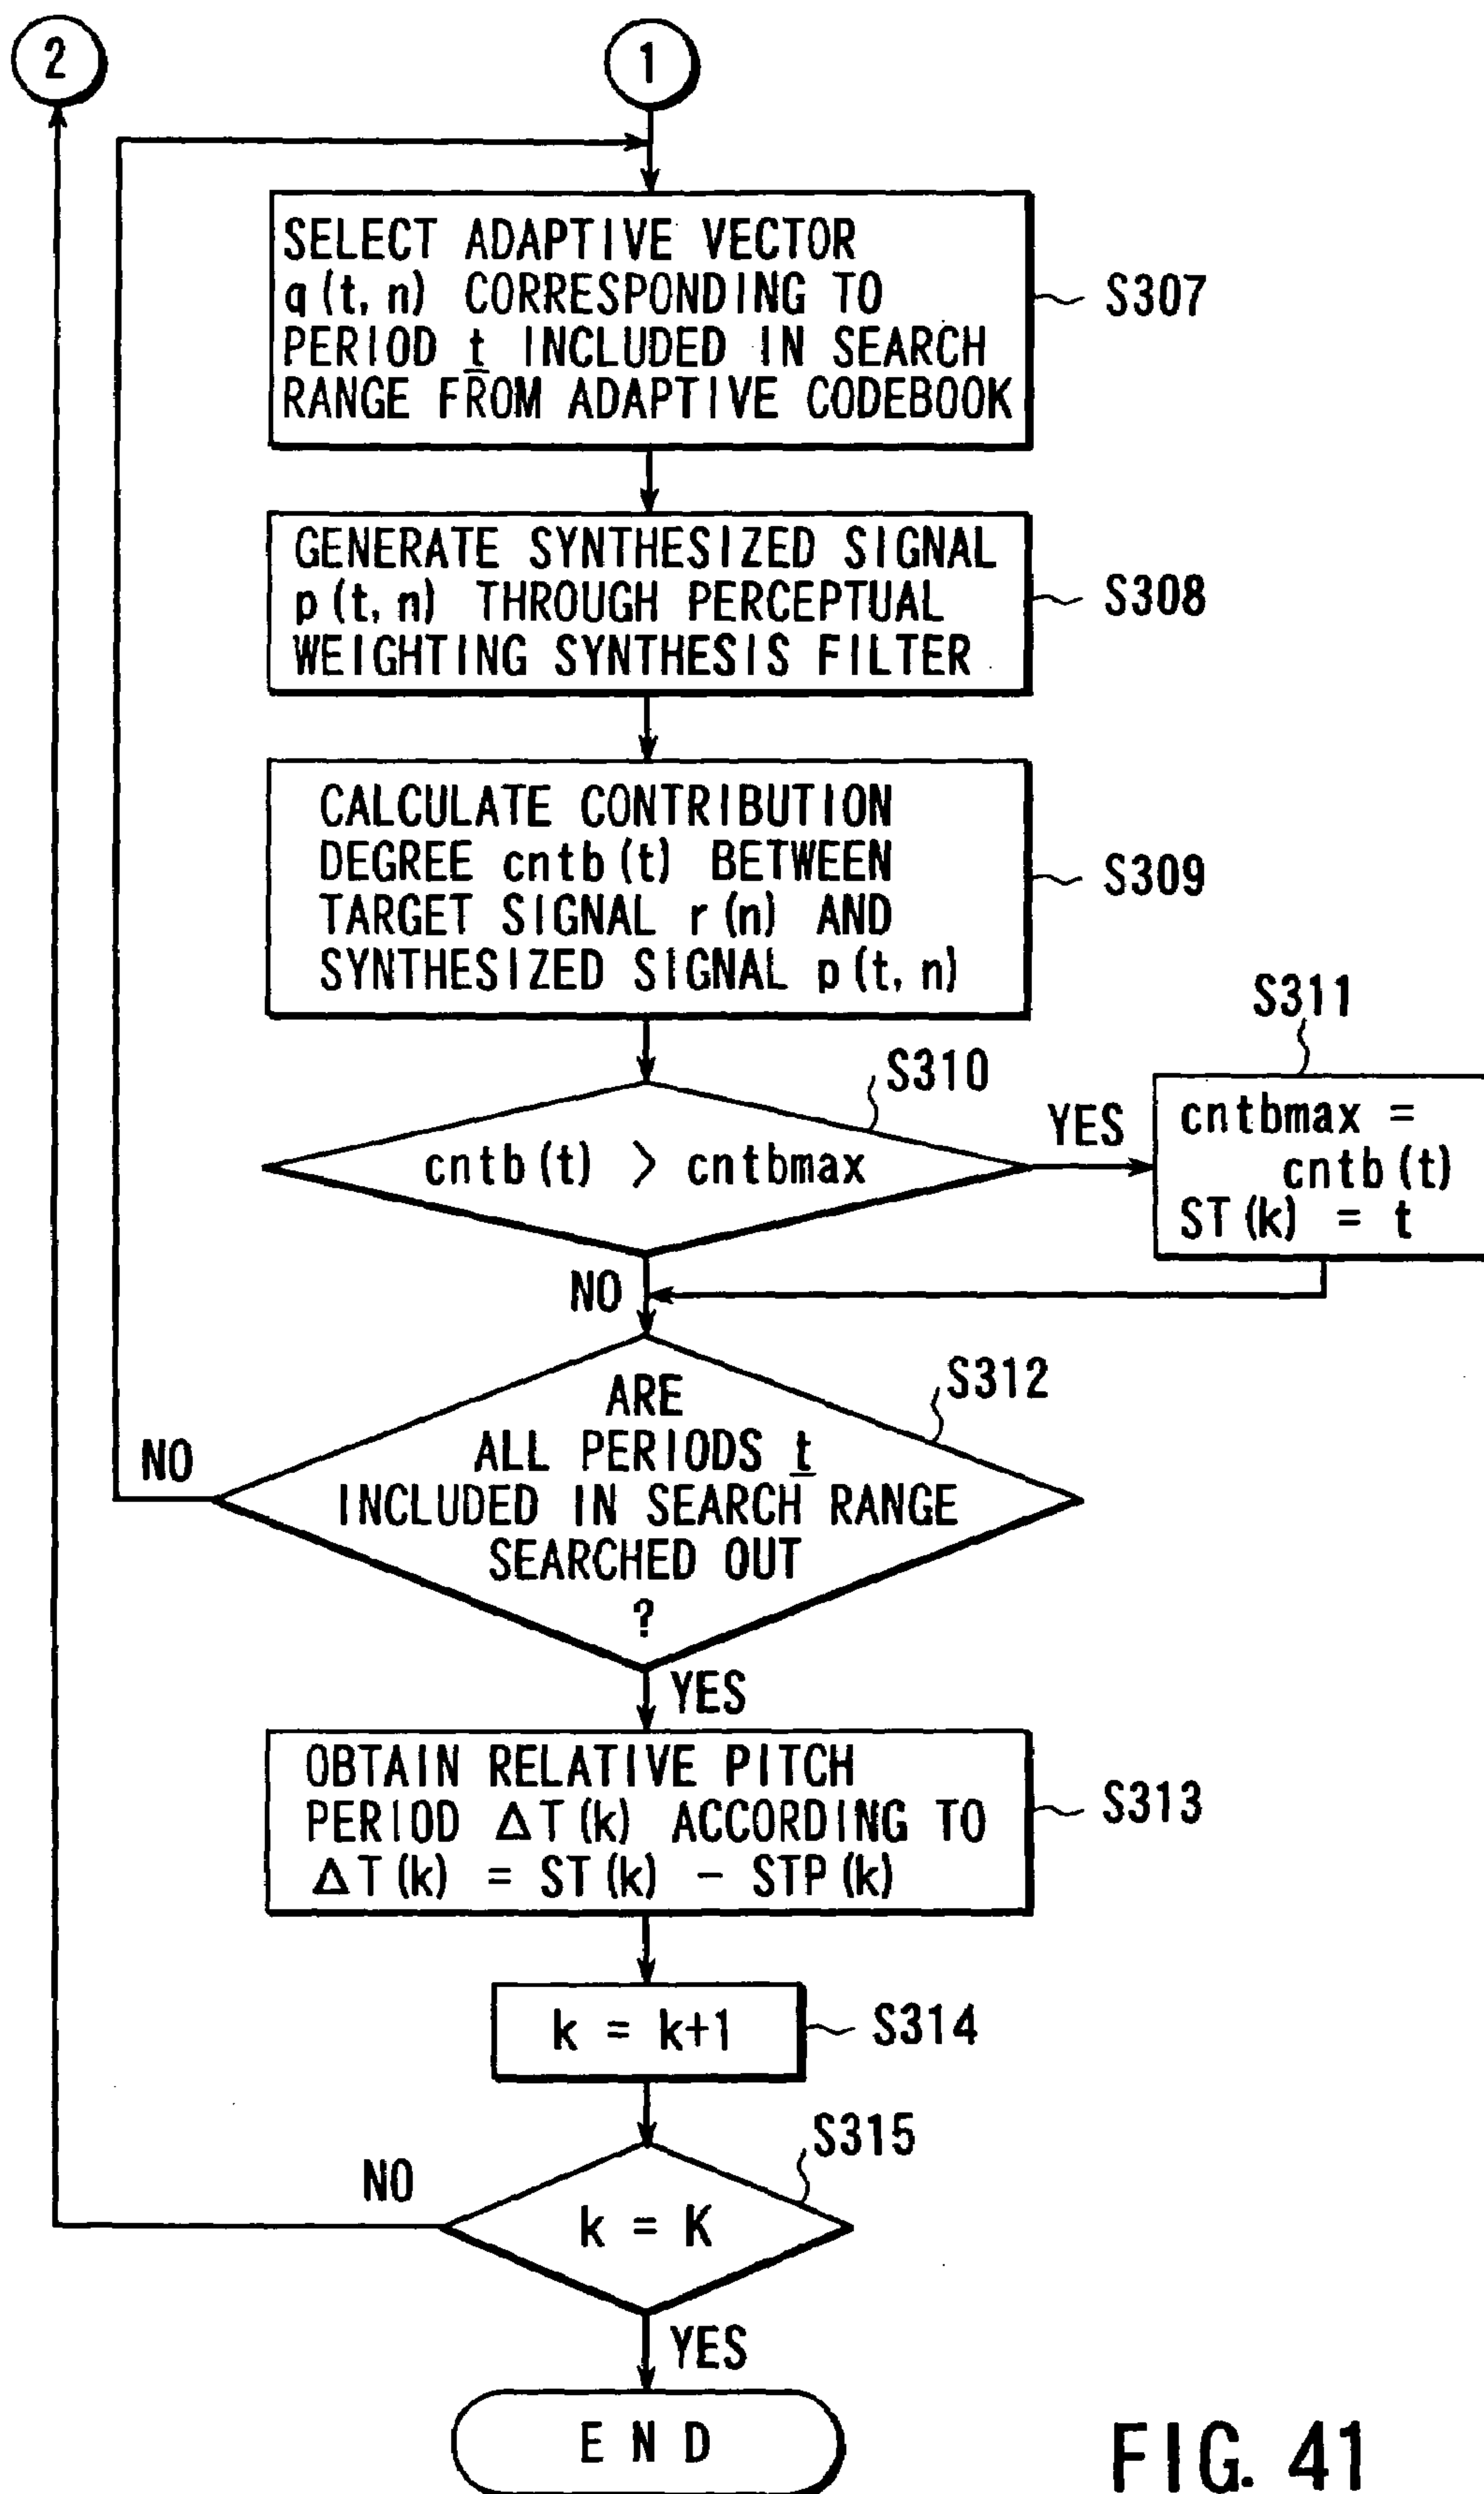 2
1
SELECT ADAPTIVE VECTOR
q(t, n) CORRESPONDING TO
PERIOD t INCLUDED IN SEARCH
RANGE FROM ADAPTIVE CODEBOOK
S307
GENERATE SYNTHESIZED SIGNAL
p(t, n) THROUGH PERCEPTUAL
WEIGHTING SYNTHESIS FILTER
S308
CALCULATE CONTRIBUTION
DEGREE cntb(t) BETWEEN
TARGET SIGNAL r(n) AND
SYNTHESIZED SIGNAL p(t, n)
S309
S310
cntb(t) > cntbmax
YES
S311
cntbmax =
cntb(t)
ST(k) = t
NO
S312
ARE
ALL PERIODS t
INCLUDED IN SEARCH RANGE
SEARCHED OUT
?
NO
YES
OBTAIN RELATIVE PITCH
PERIOD ΔT(k) ACCORDING TO
ΔT(k) = ST(k) - STP(k)
S313
k = k+1
S314
S315
k = K
NO
YES
END
FIG. 41